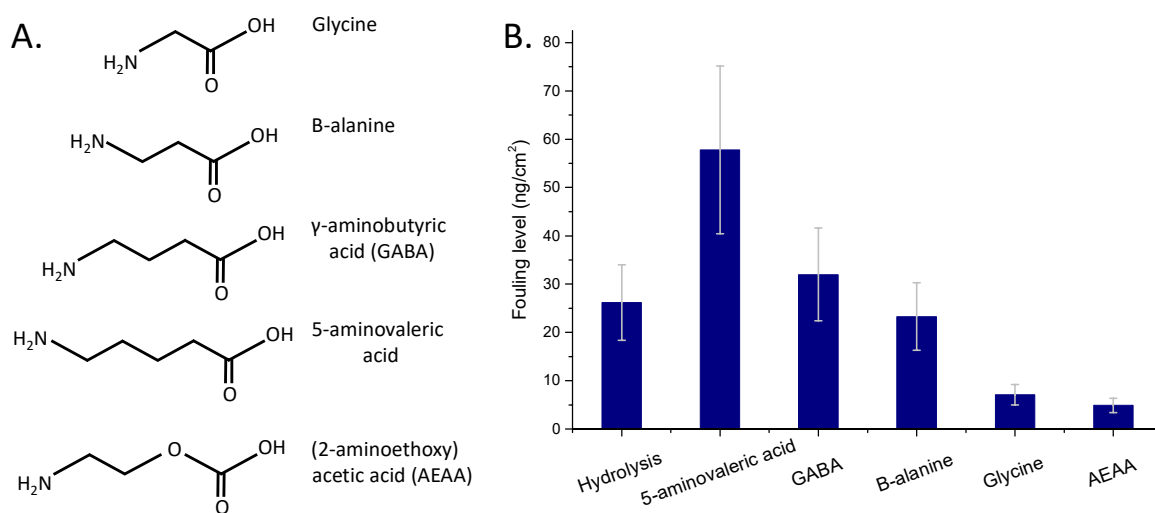 A.
OH
Glycine
H₂N
O
OH
B-alanine
H₂N
O
OH
γ-aminobutyric
acid (GABA)
H₂N
O
OH
5-aminovaleric
acid
H₂N
O
O
OH
(2-aminoethoxy)
acetic acid (AEAA)
H₂N
O
B.
Fouling level (ng/cm²)
80
70
60
50
40
30
20
10
0
Hydrolysis
5-aminovaleric acid
GABA
B-alanine
Glycine
AEAA